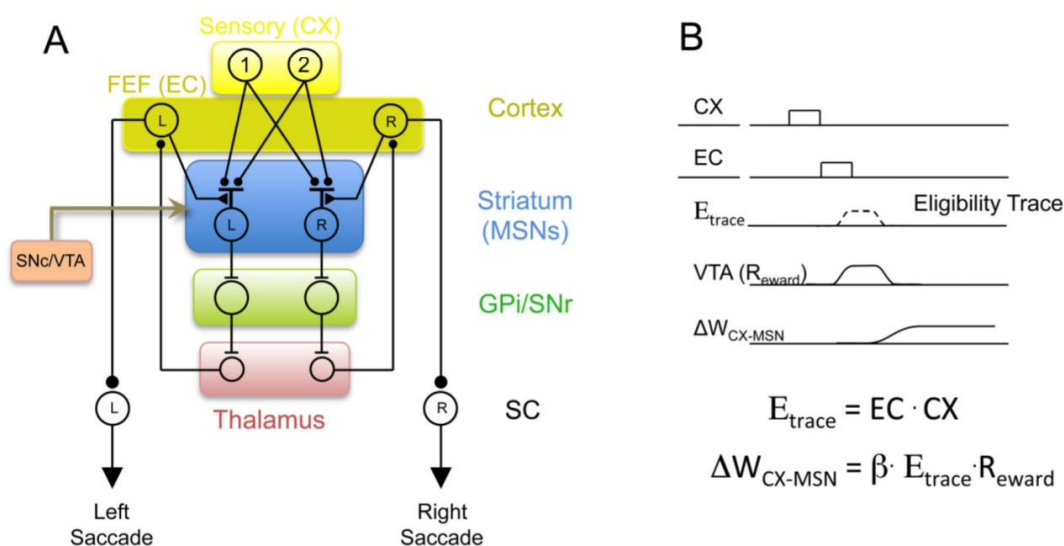 A
Sensory (CX)
1 2
FEF (EC)
L R
Cortex
Striatum
(MSNs)
L R
SNc/VTA
GPi/SNr
Thalamus
L R
SC
Left
Saccade
Right
Saccade
B
CX
EC
Etrace
Eligibility Trace
VTA (Reward)
ΔWCX-MSN
Etrace = EC · CX
ΔWCX-MSN = β· Etrace·Reward